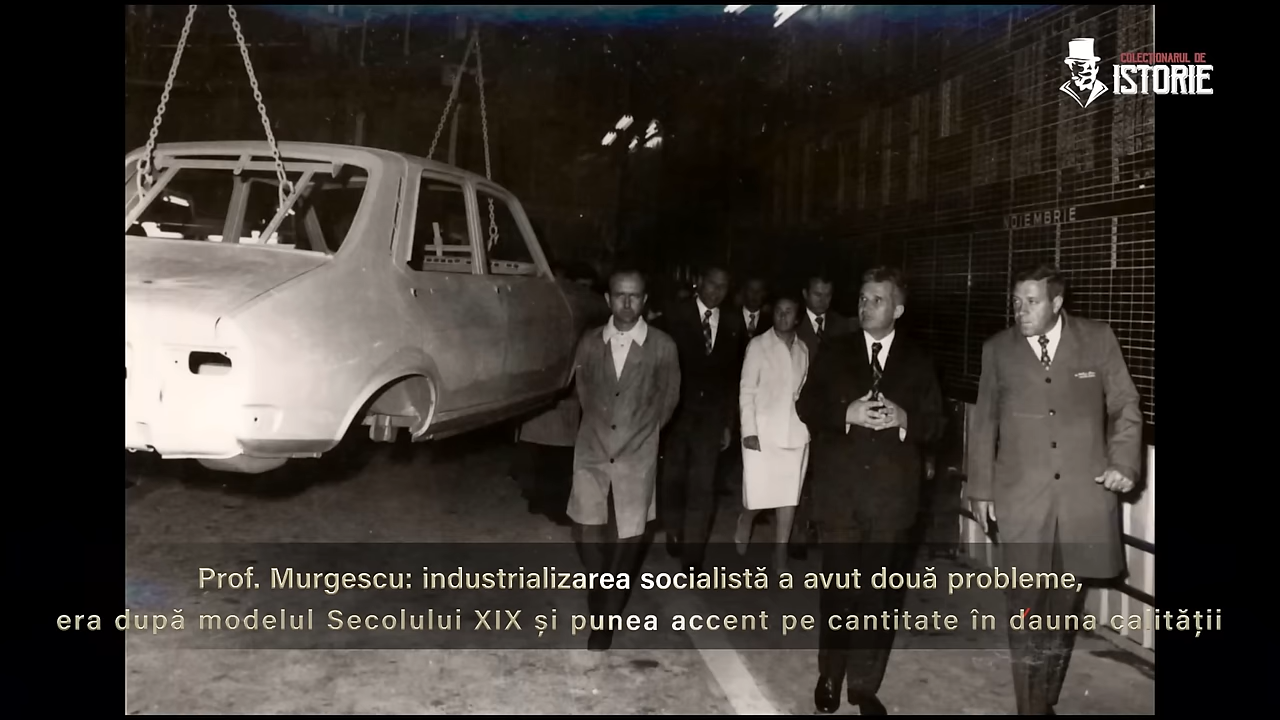 COLECȚIONARUL DE
ISTORIE
NOIEMBRIE
Prof. Murgescu: industrializarea socialistă a avut două probleme,
era după modelul Secolului XIX și punea accent pe cantitate în dauna calității